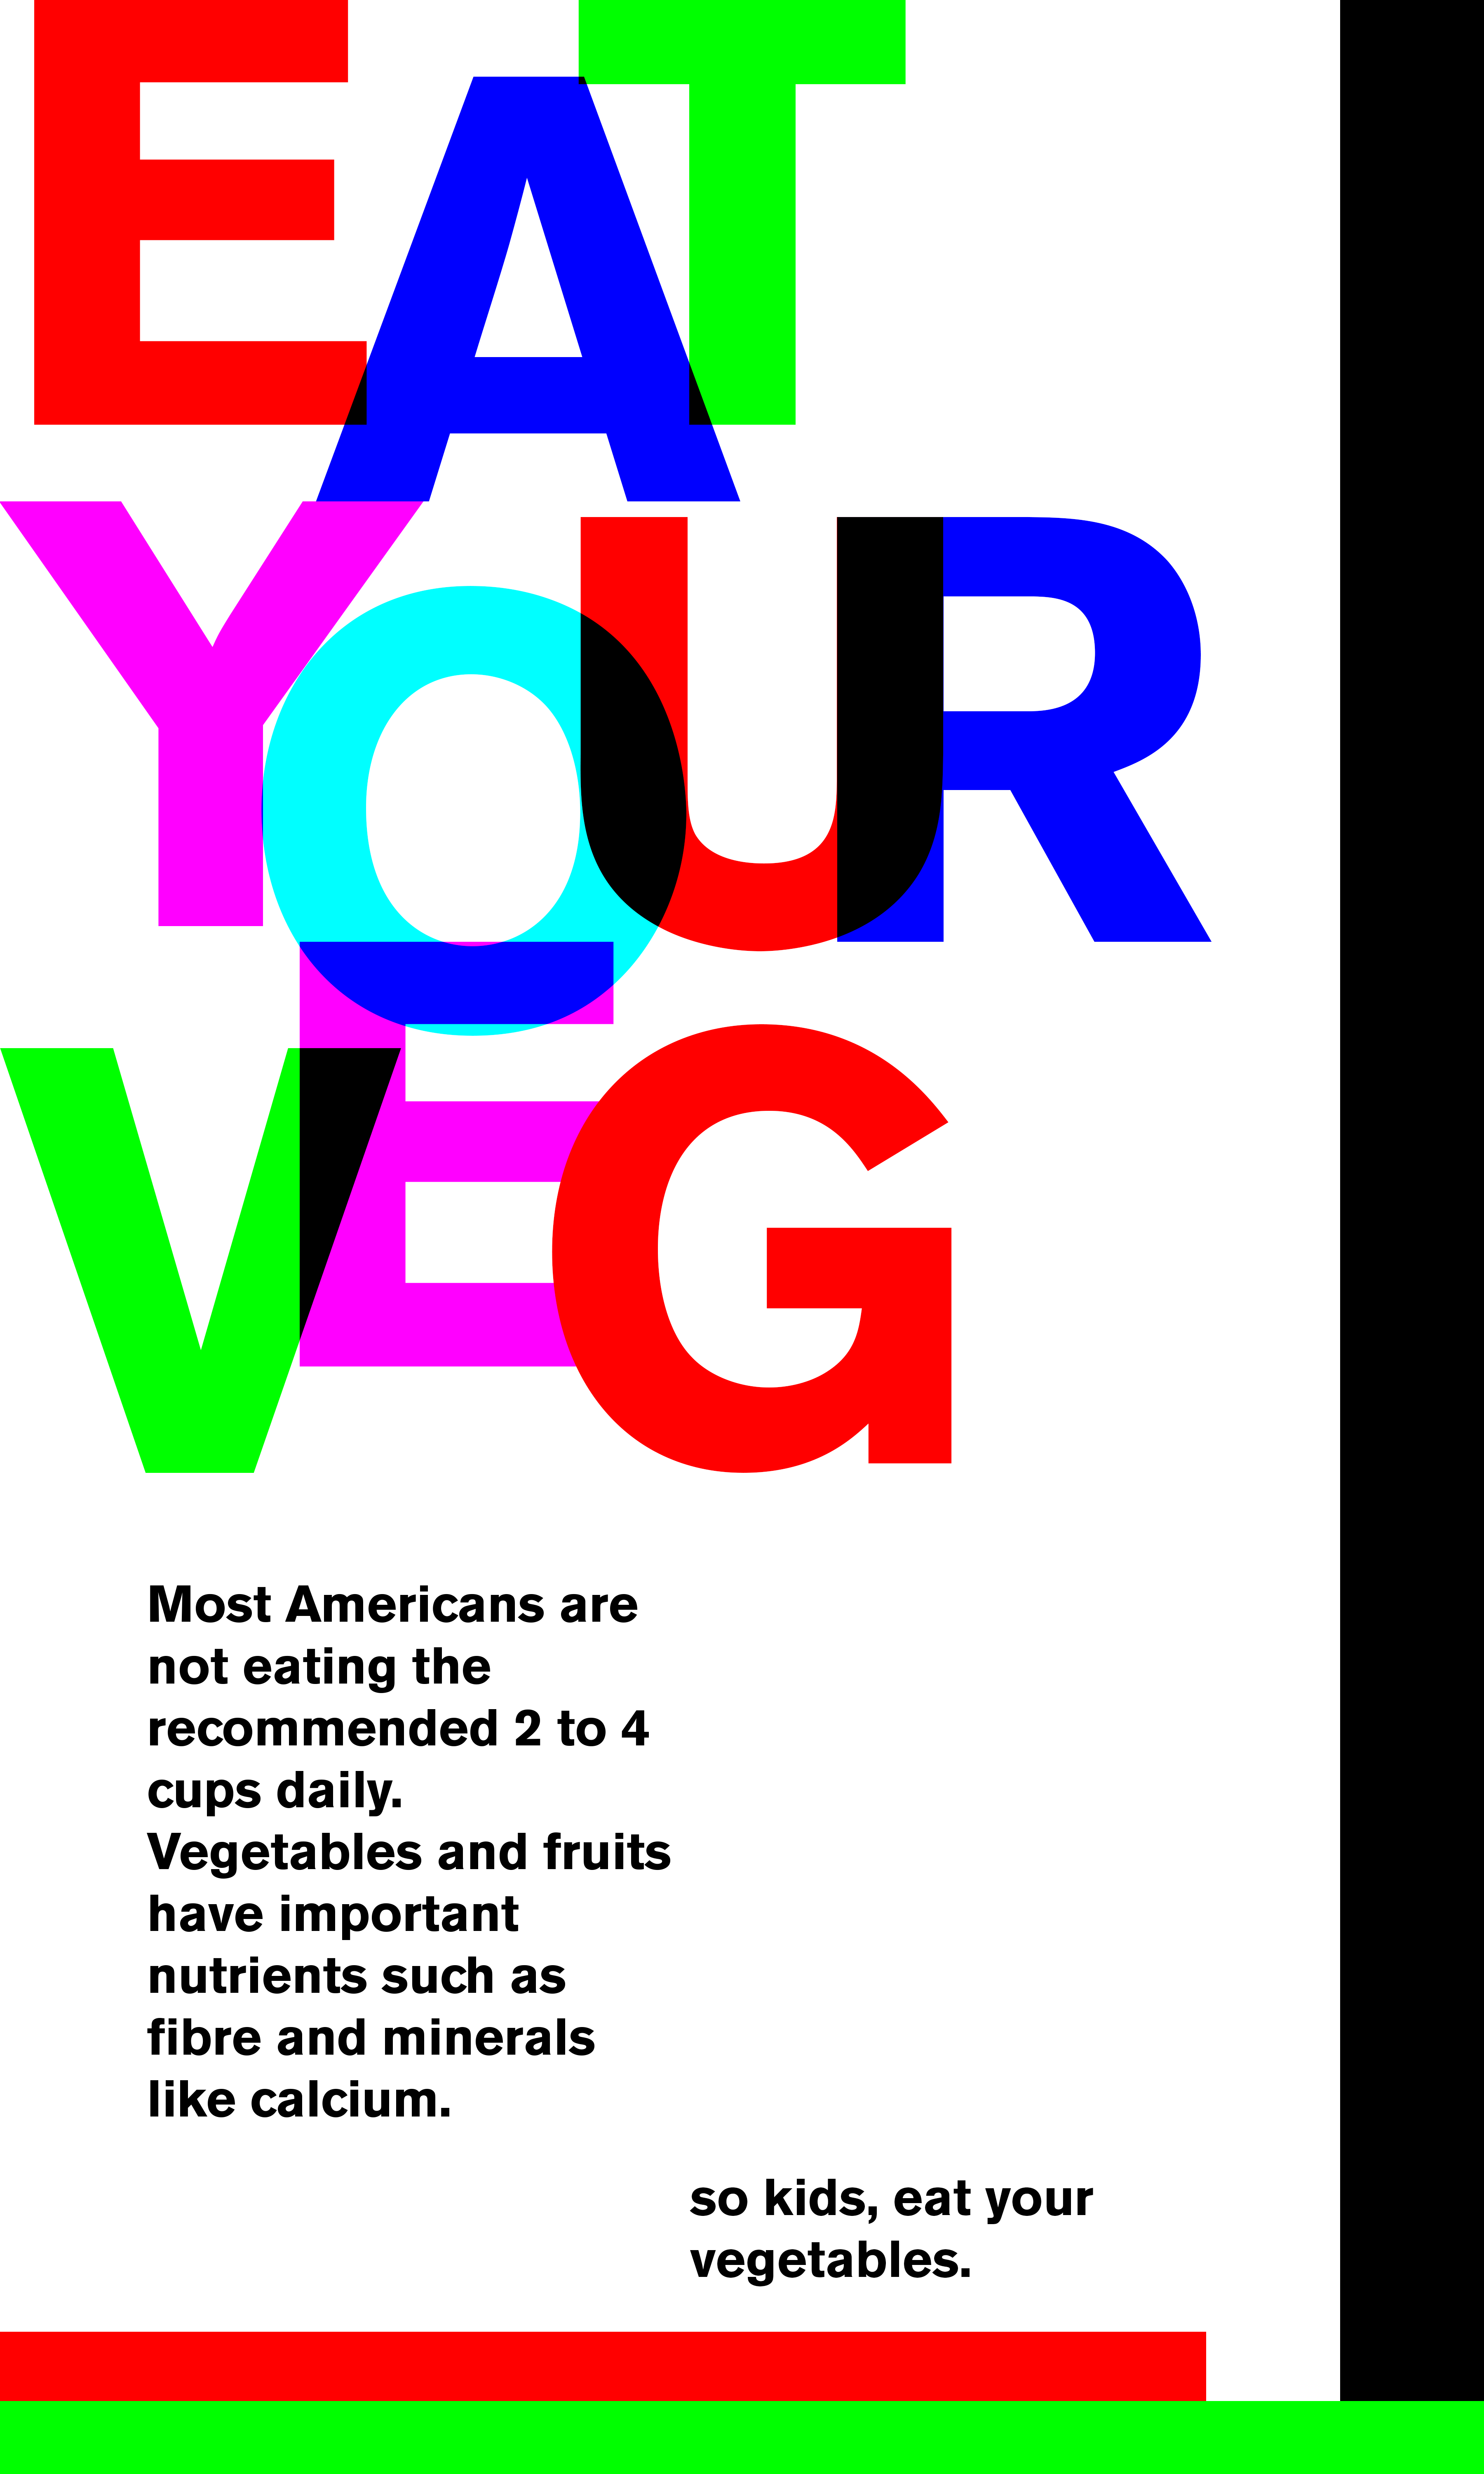 EAT
YOUR
VEG
Most Americans are
not eating the
recommended 2 to 4
cups daily.
Vegetables and fruits
have important
nutrients such as
fibre and minerals
like calcium.
so kids, eat your
vegetables.